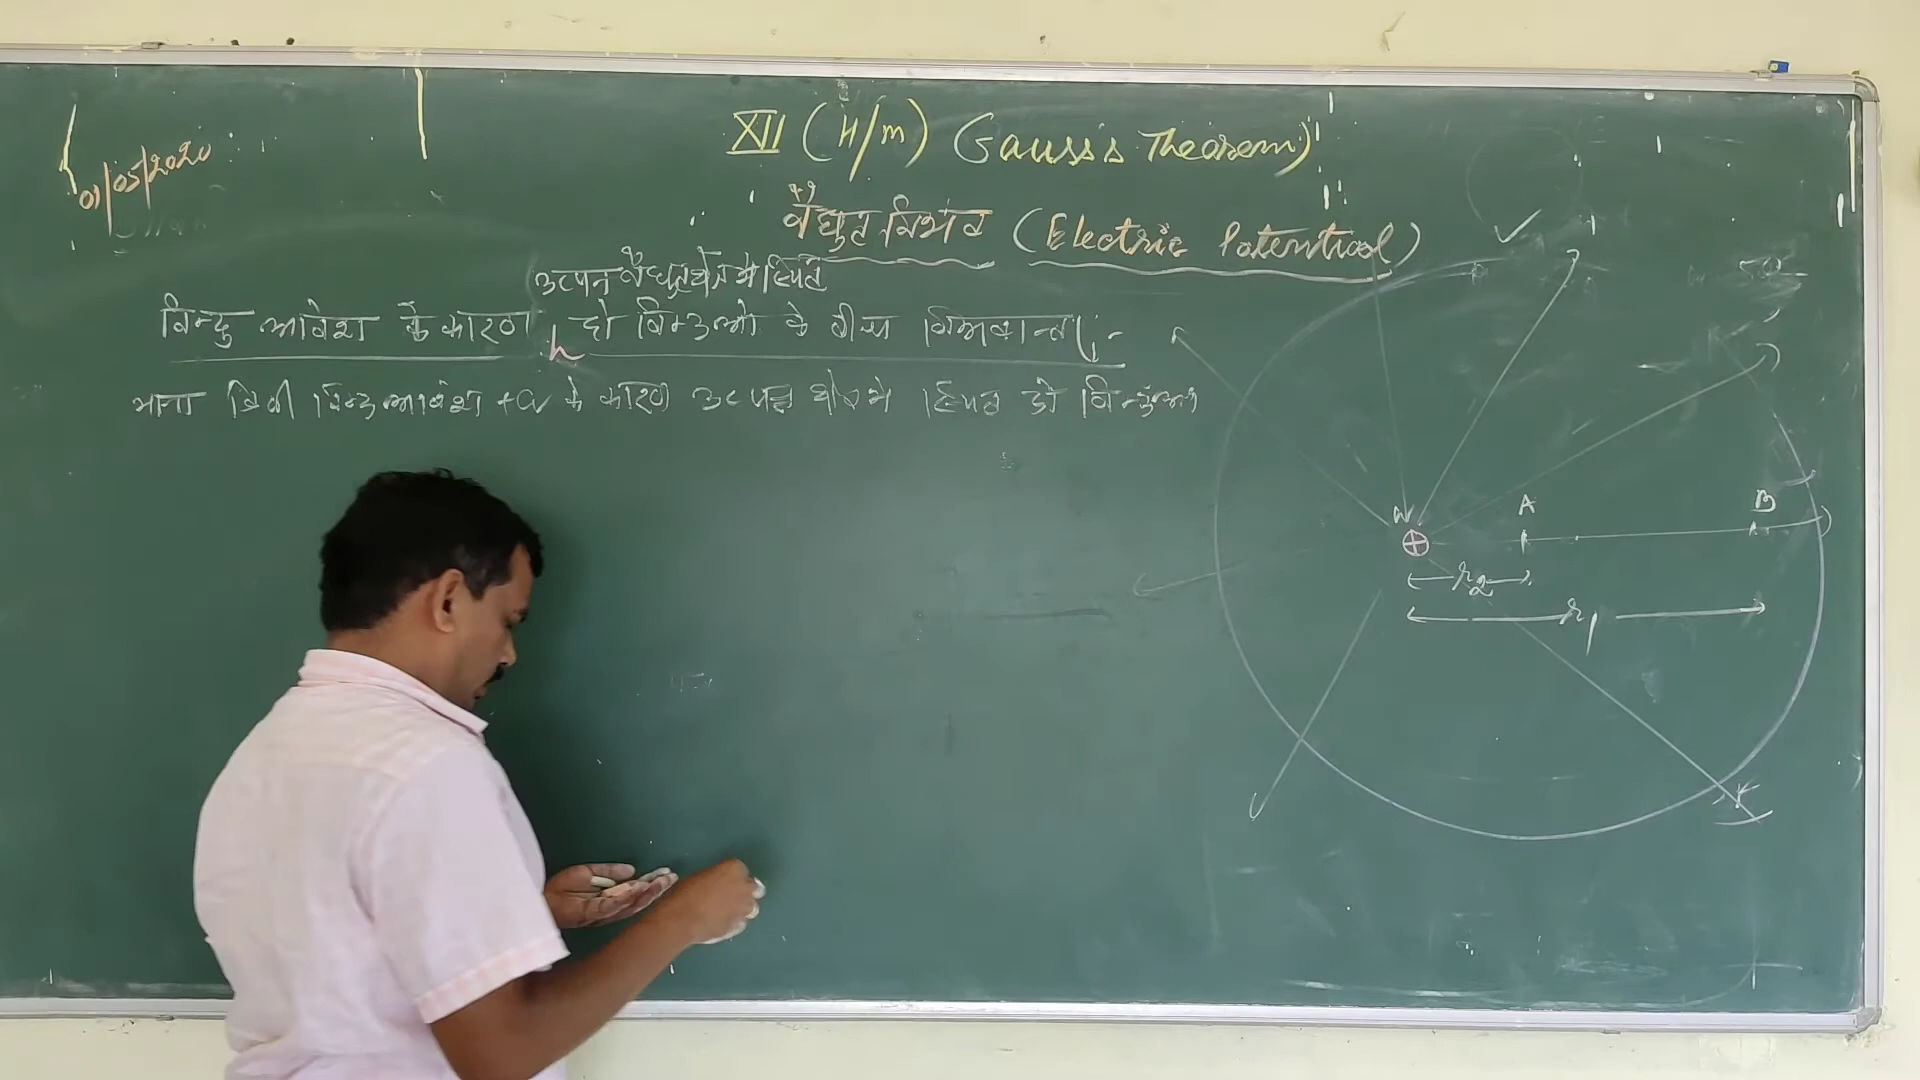 01/05/2020
XII (H/m) (Gauss's Theorem)
वैद्युत विभव (Electric Potential)
उत्पन्न वैद्युत क्षेत्र मे स्थित
विन्दु आवेश के कारण दो विन्दुओ के बीच विभवान्तर :-
माना किसी विन्दु आवेश +q के कारण उत्पन्न क्षेत्र मे स्थित दो विन्दुओ
A B
r2
r1